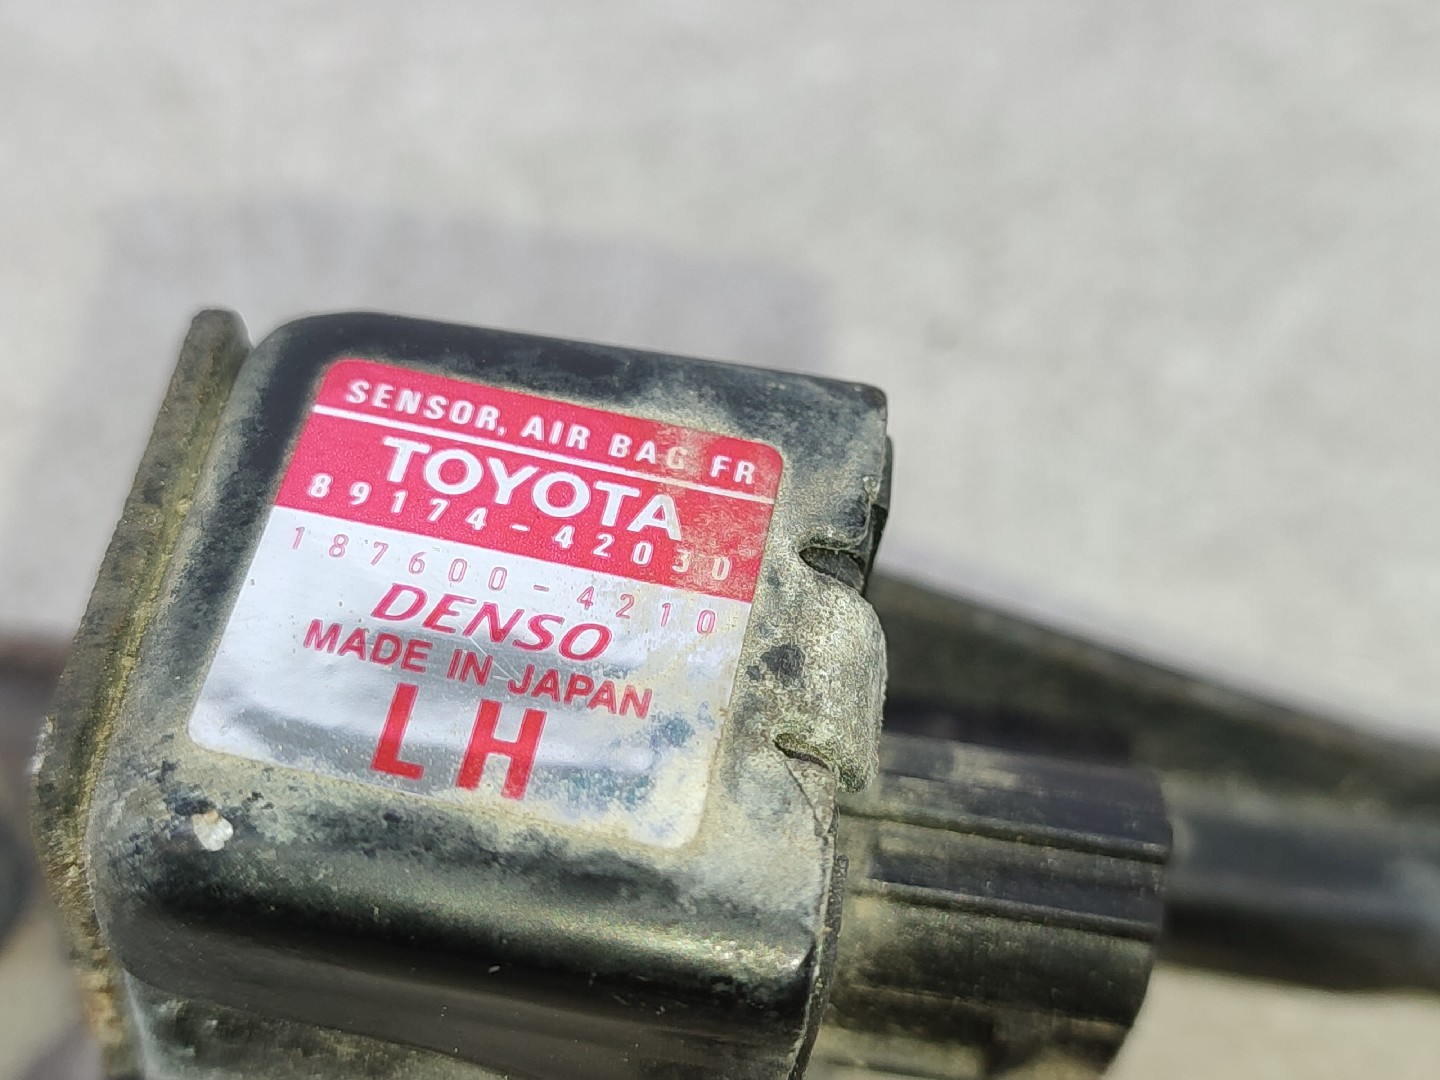 SENSOR, AIR BAG FR
TOYOTA
89174-42030
187600-4210
DENSO
MADE IN JAPAN
LH